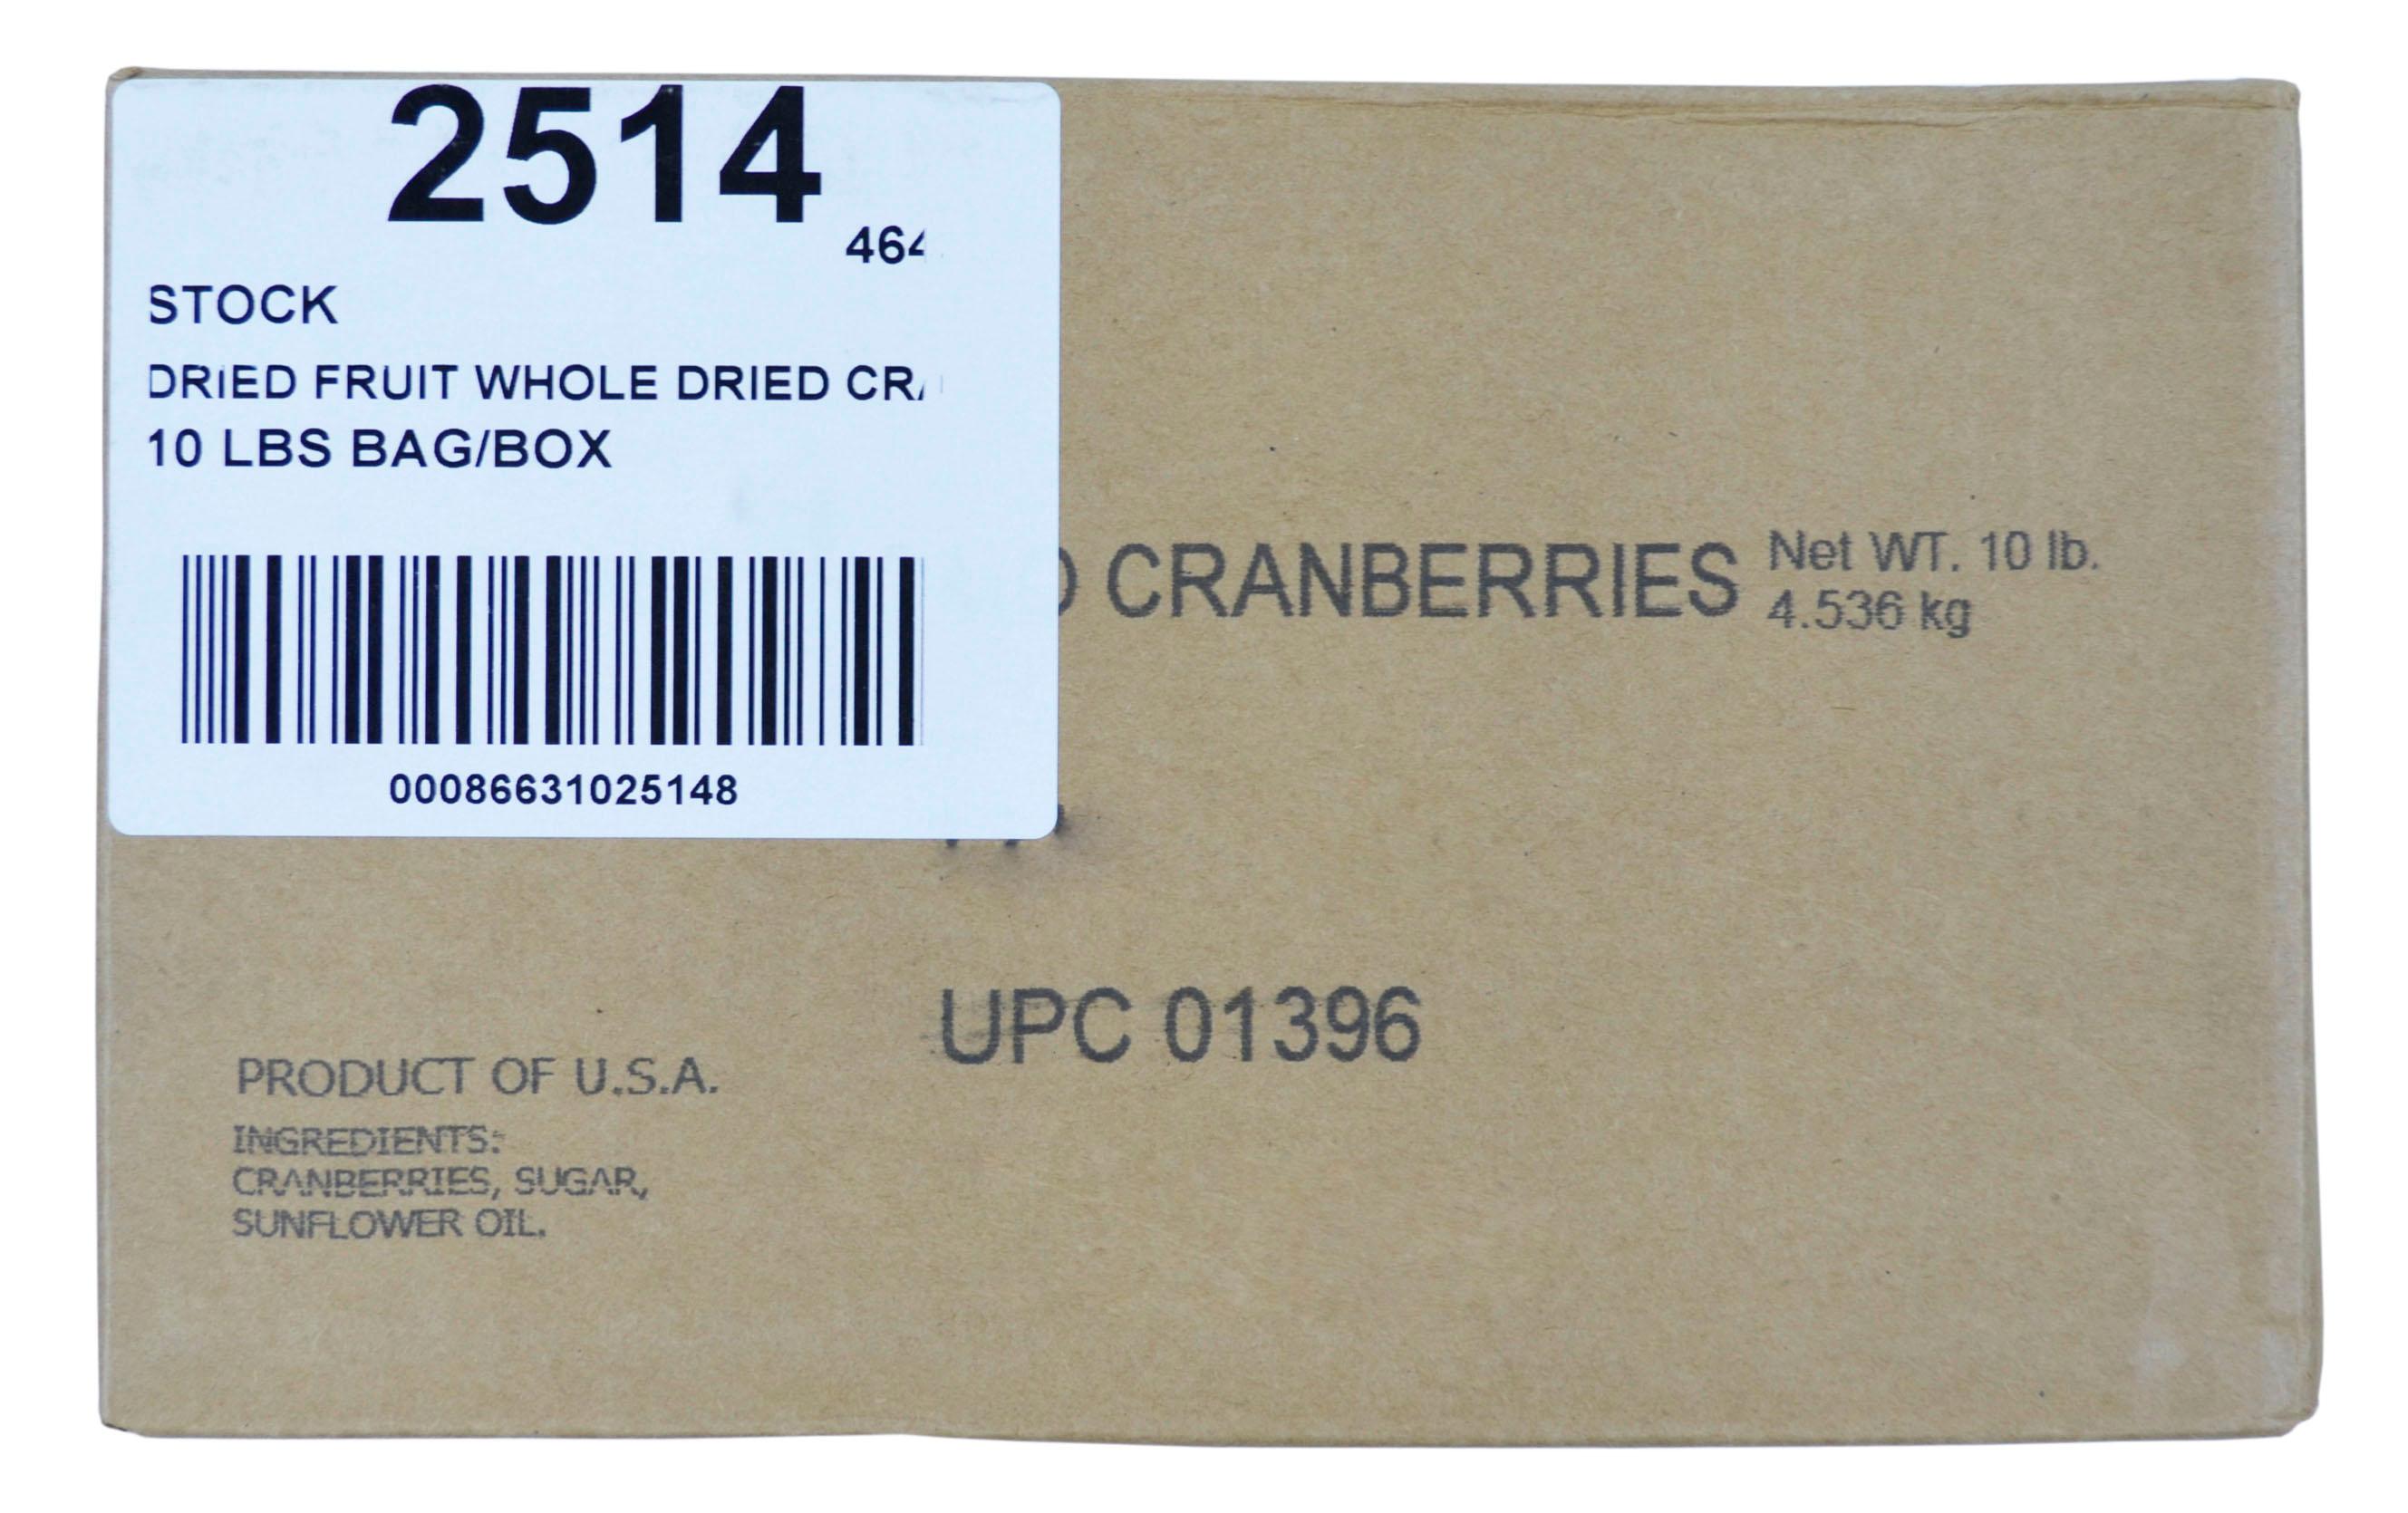 2514
464
STOCK
DRIED FRUIT WHOLE DRIED
10 LBS BAG/BOX
00086631025148
CRANBERRIES
Net WT. 10 lb.
4.536 kg
UPC 01396
PRODUCT OF U.S.A.
INGREDIENTS:
CRANBERRIES, SUGAR,
SUNFLOWER OIL.